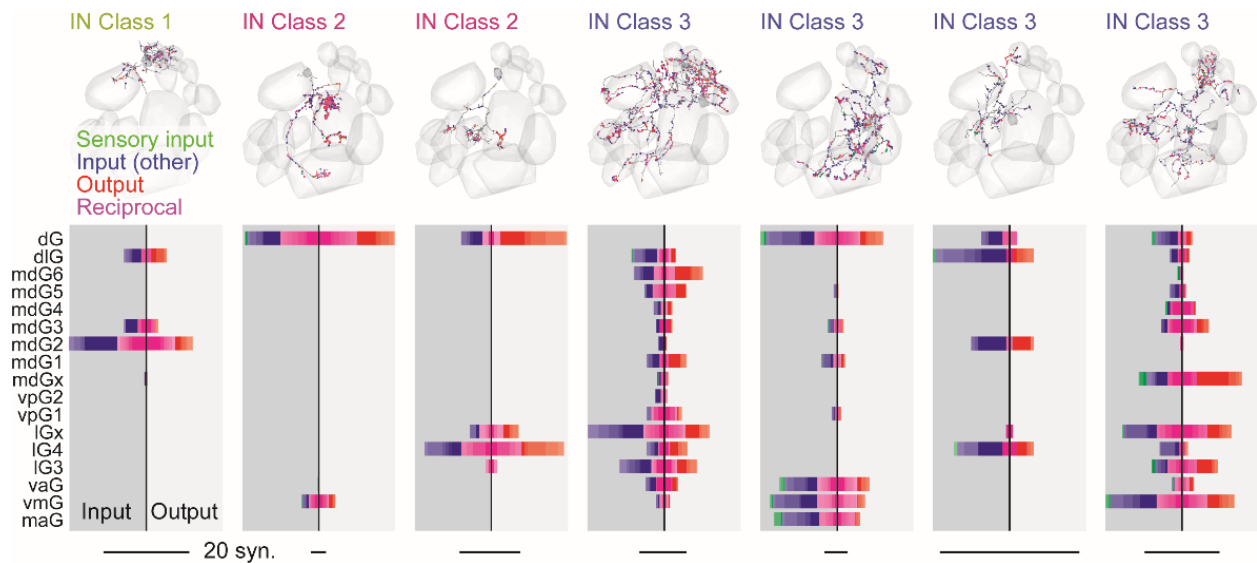 IN Class 1 IN Class 2 IN Class 2 IN Class 3 IN Class 3 IN Class 3 IN Class 3
Sensory input
Input (other)
Output
Reciprocal
dG
dlG
mdG6
mdG5
mdG4
mdG3
mdG2
mdG1
mdGx
vpG2
vpG1
lGx
lG4
lG3
vaG
vmG
maG
Input Output
20 syn.